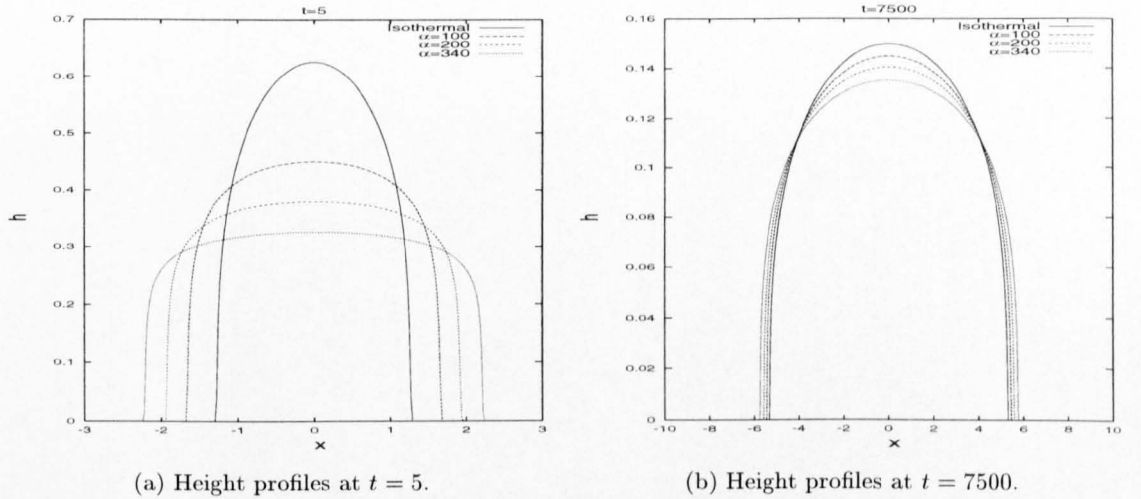 t=5
Isothermal
α=100
α=200
α=340
0.7
0.6
0.5
0.4
0.3
0.2
0.1
0
h
-3
-2
-1
0
1
2
3
x
(a) Height profiles at t = 5.
t=7500
Isothermal
α=100
α=200
α=340
0.16
0.14
0.12
0.1
0.08
0.06
0.04
0.02
0
h
-10
-8
-6
-4
-2
0
2
4
6
8
10
x
(b) Height profiles at t = 7500.